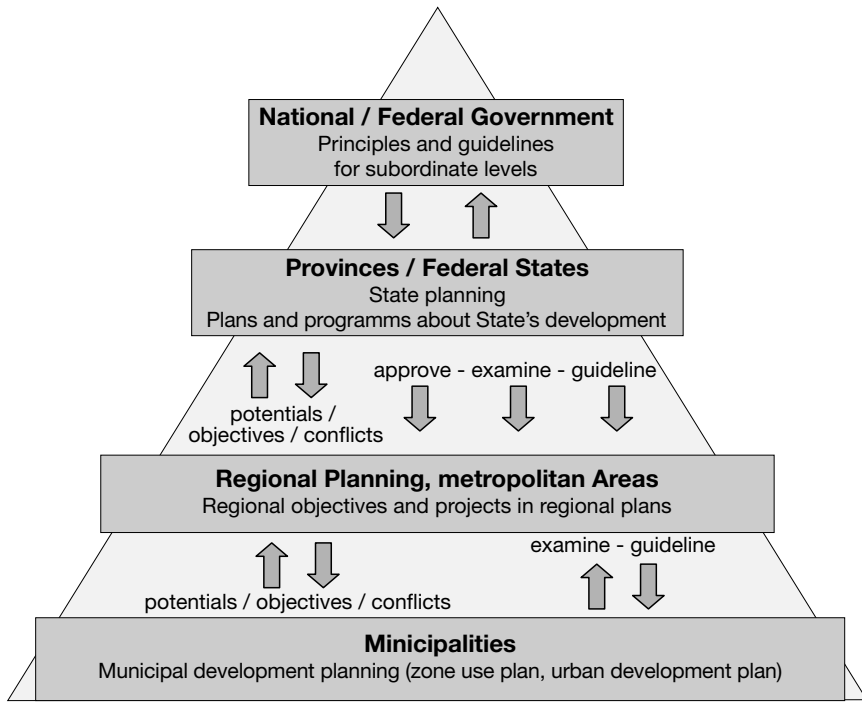 National / Federal Government
Principles and guidelines
for subordinate levels
Provinces / Federal States
State planning
Plans and programms about State's development
approve - examine - guideline
potentials /
objectives / conflicts
Regional Planning, metropolitan Areas
Regional objectives and projects in regional plans
examine - guideline
potentials / objectives / conflicts
Minicipalities
Municipal development planning (zone use plan, urban development plan)